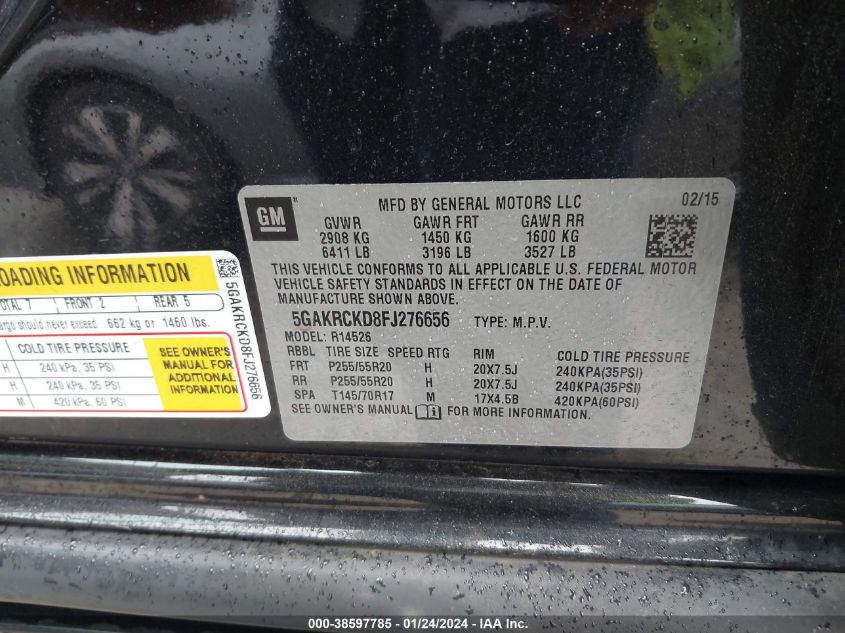 GM
MFD BY GENERAL MOTORS LLC 02/15
GVWR GAWR FRT GAWR RR
2908 KG 1450 KG 1600 KG
6411 LB 3196 LB 3527 LB
THIS VEHICLE CONFORMS TO ALL APPLICABLE U.S. FEDERAL MOTOR
VEHICLE SAFETY STANDARDS IN EFFECT ON THE DATE OF
MANUFACTURE SHOWN ABOVE.
5GAKRCKD8FJ276656 TYPE: M.P.V.
MODEL: R14526
RBBL TIRE SIZE SPEED RTG RIM COLD TIRE PRESSURE
FRT P255/55R20 H 20X7.5J 240KPA(35PSI)
RR P255/55R20 H 20X7.5J 240KPA(35PSI)
SPA T145/70R17 M 17X4.5B 420KPA(60PSI)
SEE OWNER'S MANUAL FOR MORE INFORMATION.
OADING INFORMATION
OTAL 7 FRONT 2 REAR 5
argo should never exceed 662 kg or 1460 lbs.
COLD TIRE PRESSURE
H 240 kPa, 35 PSI
H 240 kPa, 35 PSI
M 420 kPa, 60 PSI
SEE OWNER'S
MANUAL FOR
ADDITIONAL
INFORMATION
5GAKRCKD8FJ276656
000-38597785 - 01/24/2024 - IAA Inc.